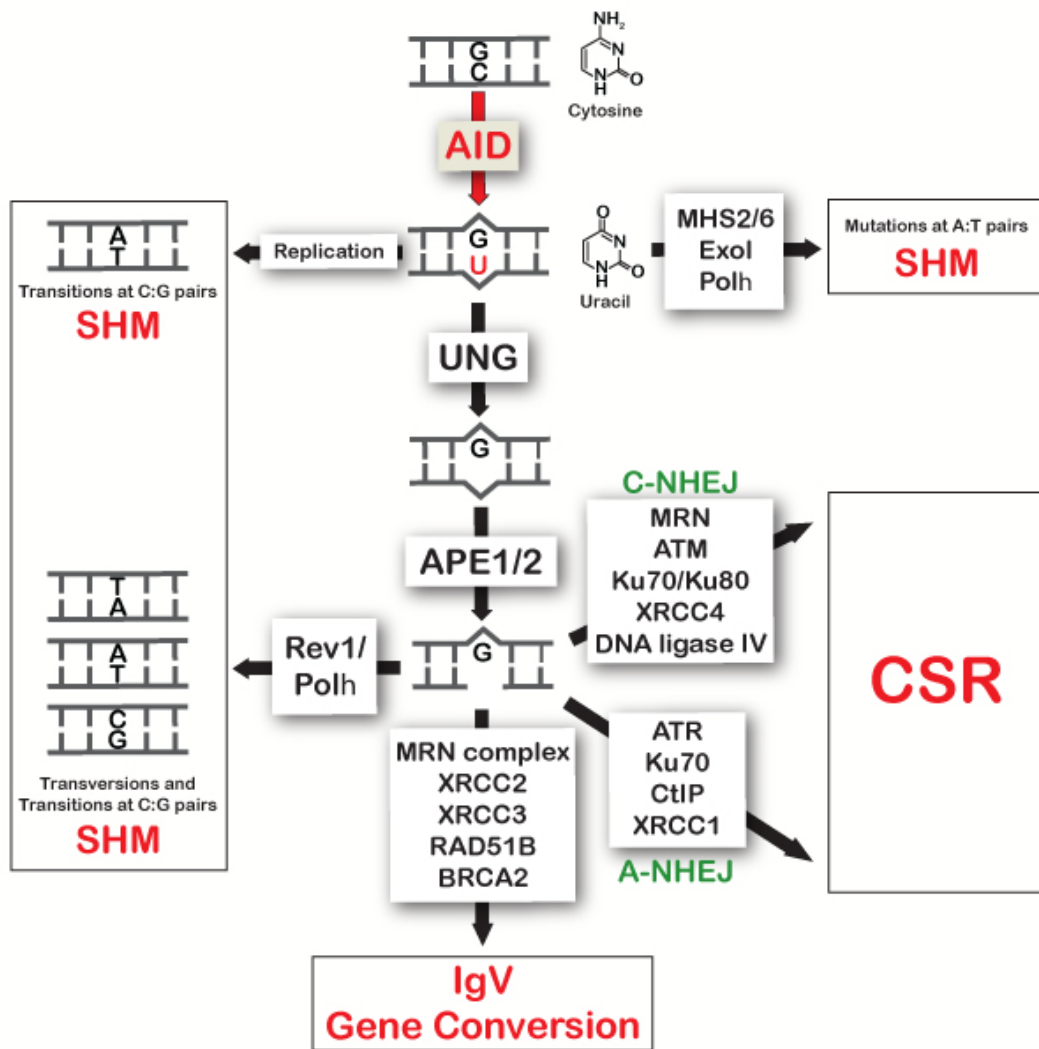 G
C
NH2
N
N
H
O
Cytosine
AID
A
T
Transitions at C:G pairs
SHM
Replication
G
U
O
N
N
H
O
Uracil
MHS2/6
ExoI
Polh
Mutations at A:T pairs
SHM
UNG
G
APE1/2
G
C-NHEJ
MRN
ATM
Ku70/Ku80
XRCC4
DNA ligase IV
CSR
T
A
A
T
C
G
Transversions and
Transitions at C:G pairs
SHM
Rev1/
Polh
MRN complex
XRCC2
XRCC3
RAD51B
BRCA2
ATR
Ku70
CtIP
XRCC1
A-NHEJ
IgV
Gene Conversion